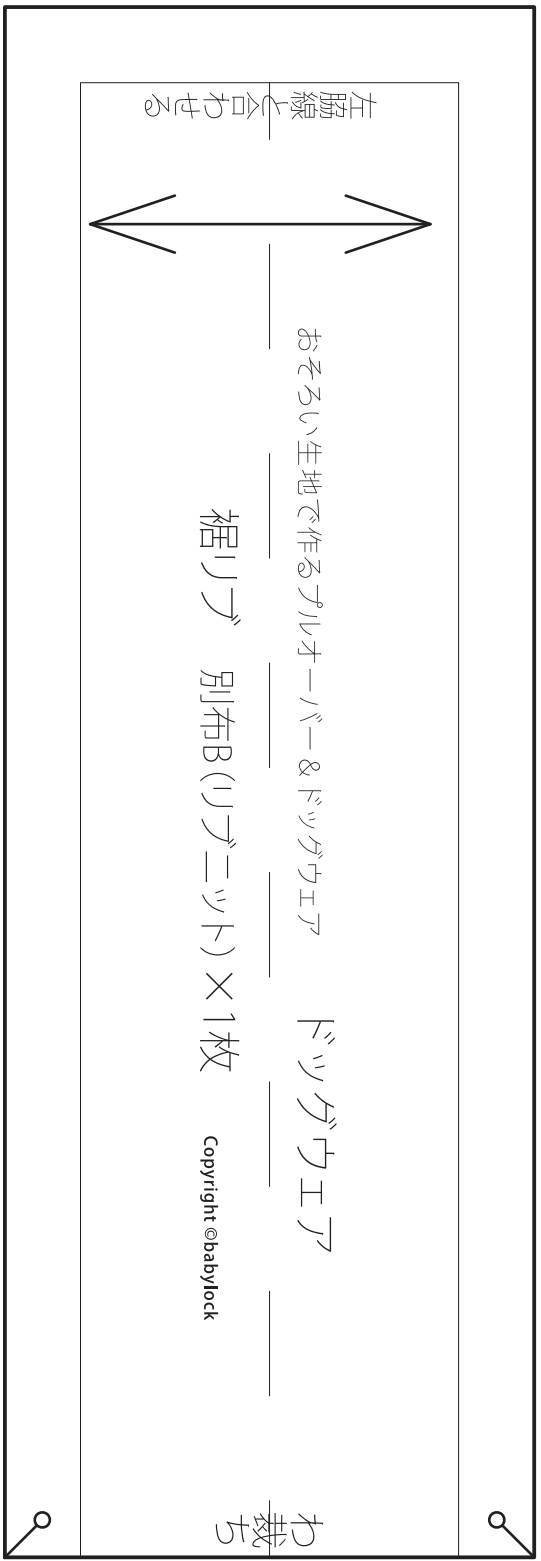 左脇線と合わせる
おそろい生地で作るプルオーバー＆ドッグウェア　ドッグウェア
裾リブ　別布B(リブニット)×1枚　Copyright ©babylock
わ裁ち